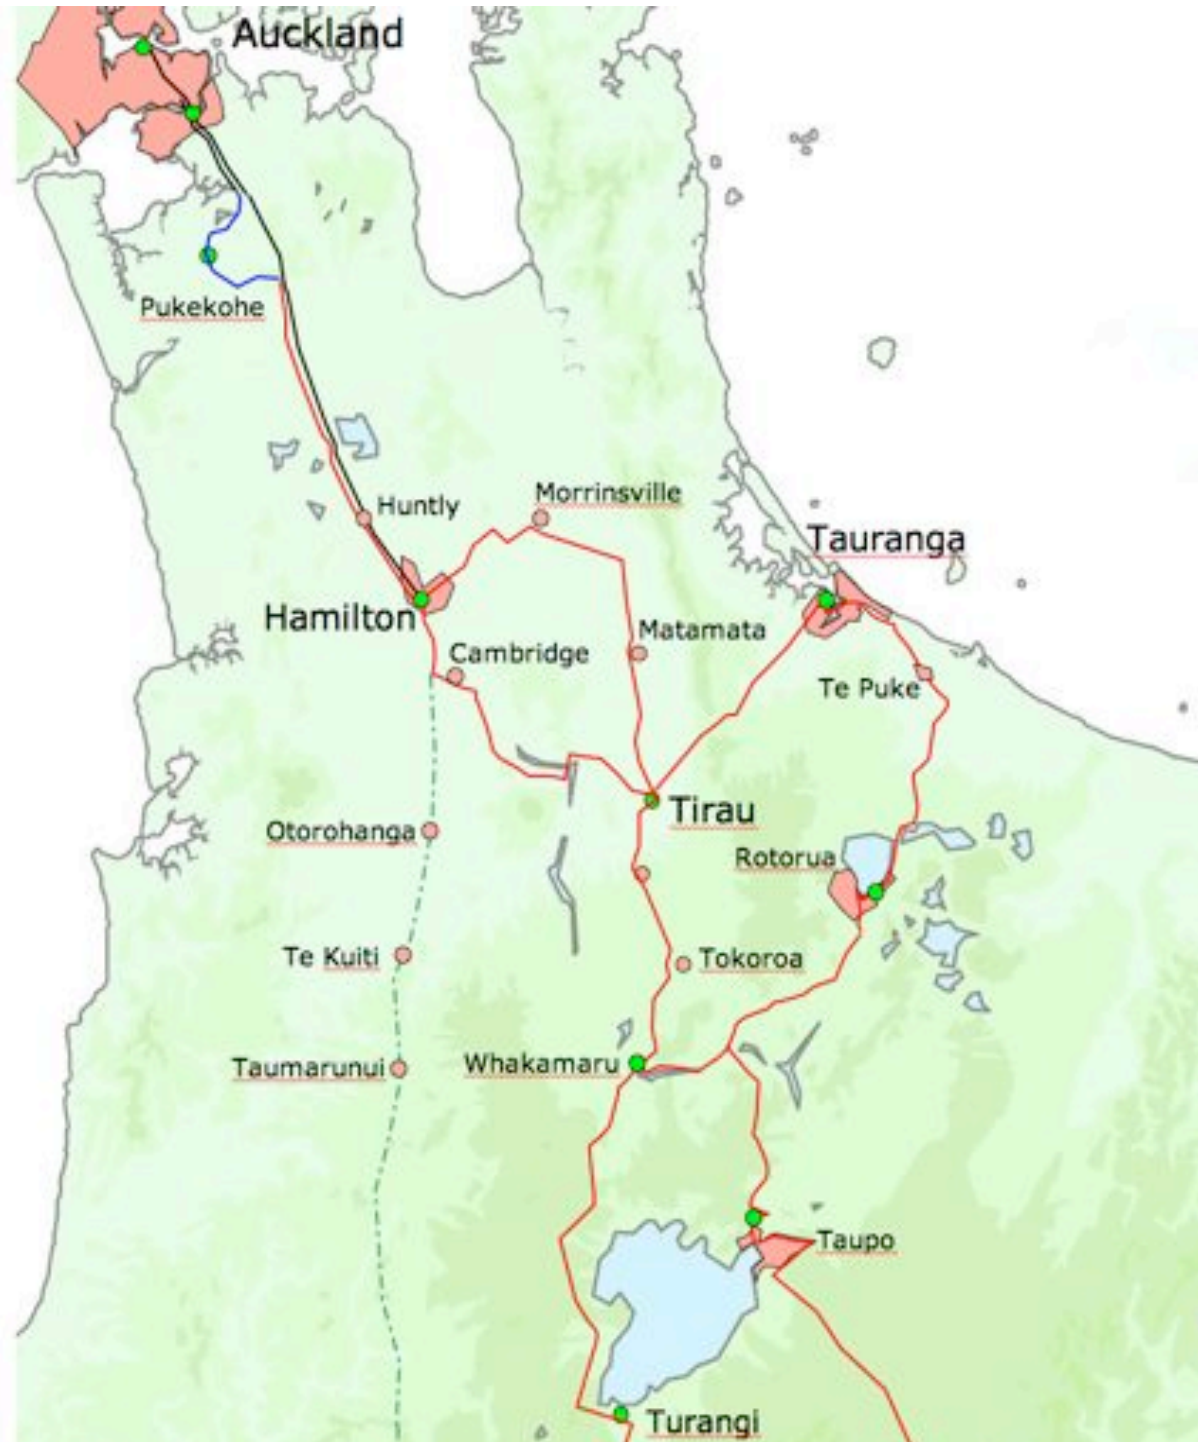 Auckland
Pukekohe
Huntly
Morrinsville
Tauranga
Hamilton
Matamata
Cambridge
Te Puke
Tirau
Otorohanga
Rotorua
Te Kuiti
Tokoroa
Whakamaru
Taumarunui
Taupo
Turangi